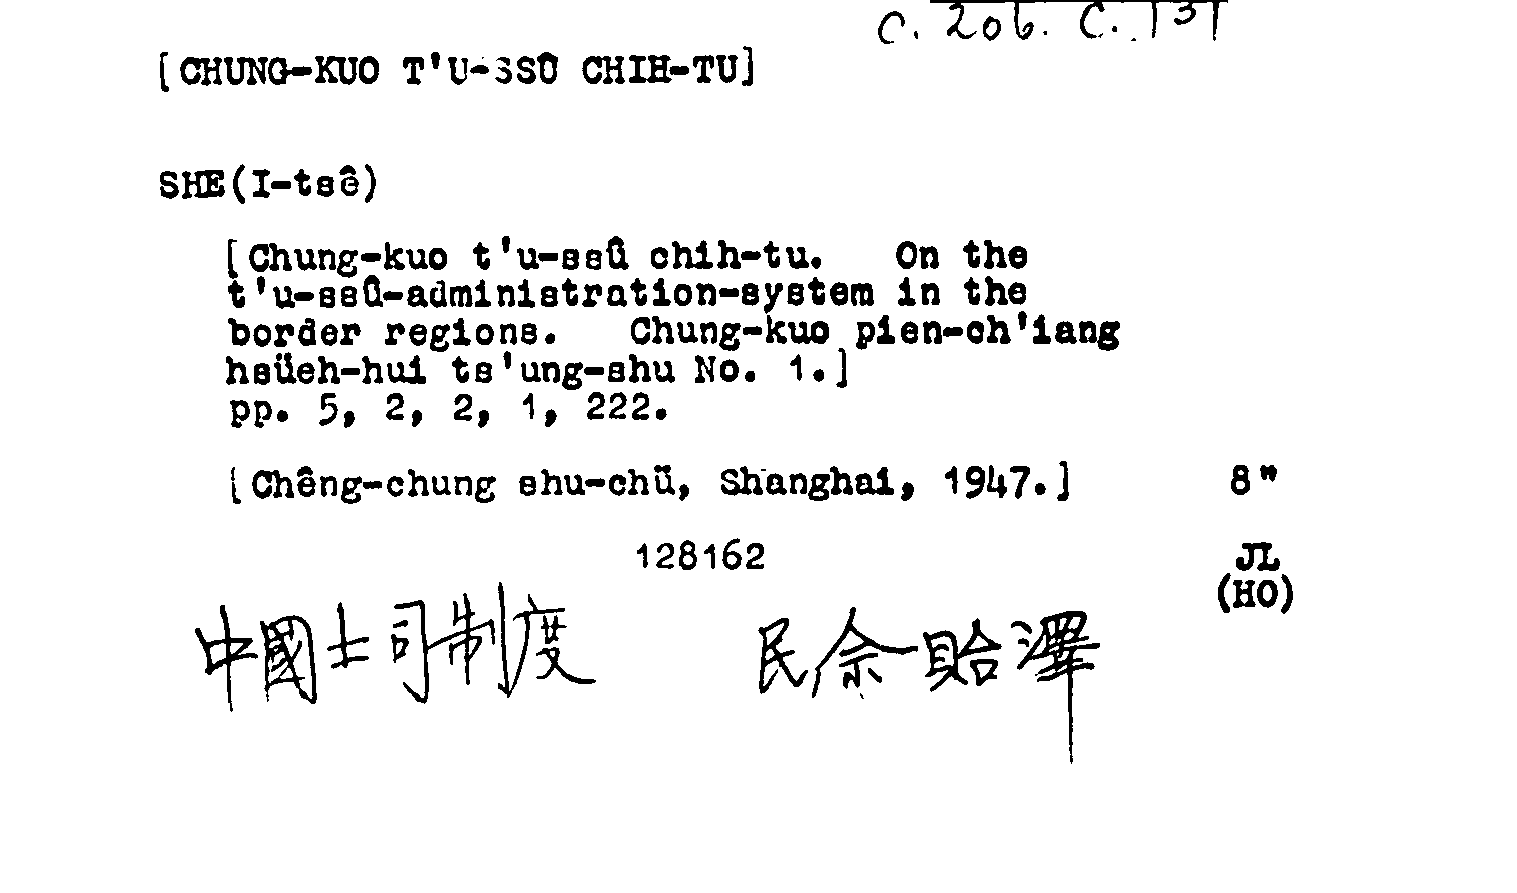 C. 206. C. 131
[CHUNG-KUO T'U-SSÛ CHIH-TU]
SHE(I-tsê)
[Chung-kuo t'u-ssû chih-tu. On the
t'u-ssû-administration-system in the
border regions. Chung-kuo pien-ch'iang
hsüeh-hui ts'ung-shu No. 1.]
pp. 5, 2, 2, 1, 222.
[Chêng-chung shu-chü, Shanghai, 1947.] 8"
128162 JL
(HO)
中國土司制度 民佘貽澤